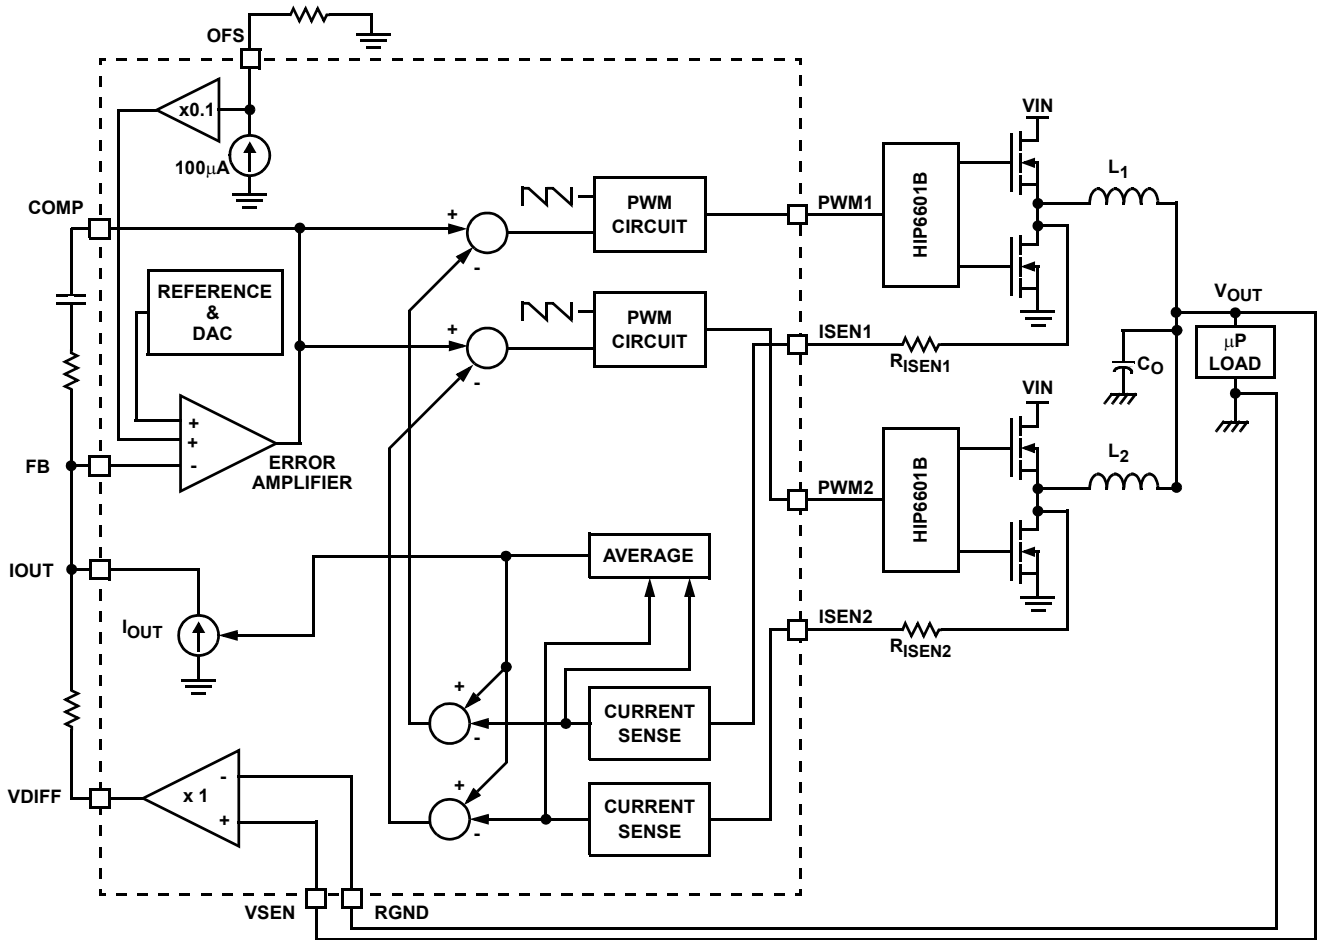 OFS
x0.1
100μA
COMP
REFERENCE
&
DAC
+
+
-
ERROR
AMPLIFIER
FB
IOUT
IOUT
VDIFF
x 1
-
+
VSEN
RGND
+
-
PWM
CIRCUIT
+
-
PWM
CIRCUIT
AVERAGE
+
-
CURRENT
SENSE
+
-
CURRENT
SENSE
PWM1
HIP6601B
VIN
L1
ISEN1
RISEN1
VOUT
CO
μP
LOAD
VIN
PWM2
HIP6601B
L2
ISEN2
RISEN2